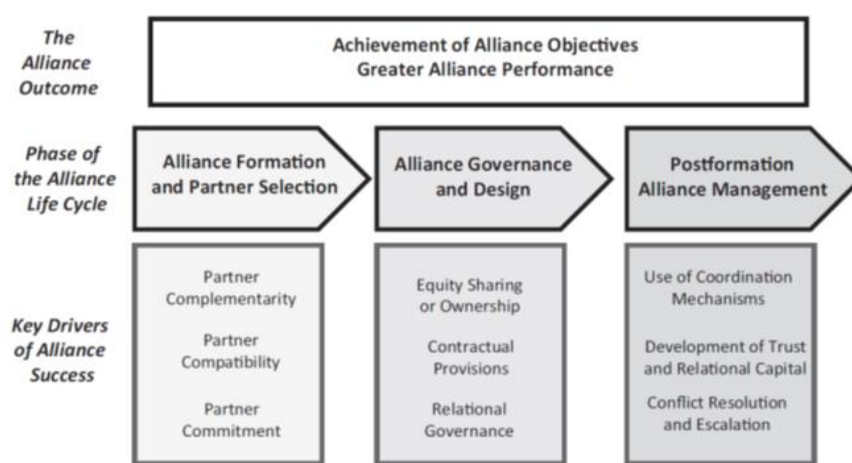 The
Alliance
Outcome
Achievement of Alliance Objectives
Greater Alliance Performance
Phase of
the Alliance
Life Cycle
Alliance Formation
and Partner Selection
Alliance Governance
and Design
Postformation
Alliance Management
Key Drivers
of Alliance
Success
Partner
Complementarity
Partner
Compatibility
Partner
Commitment
Equity Sharing
or Ownership
Contractual
Provisions
Relational
Governance
Use of Coordination
Mechanisms
Development of Trust
and Relational Capital
Conflict Resolution
and Escalation